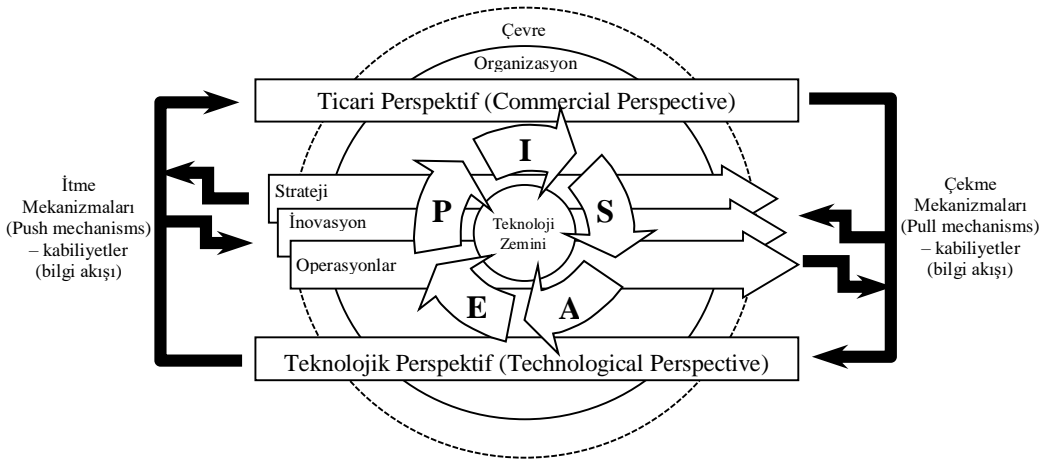 Çevre
Organizasyon
Ticari Perspektif (Commercial Perspective)
İtme
Mekanizmaları
(Push mechanisms)
– kabiliyetler
(bilgi akışı)
Strateji
İnovasyon
Operasyonlar
I
P
S
Teknoloji
Zemini
E
A
Çekme
Mekanizmaları
(Pull mechanisms)
– kabiliyetler
(bilgi akışı)
Teknolojik Perspektif (Technological Perspective)